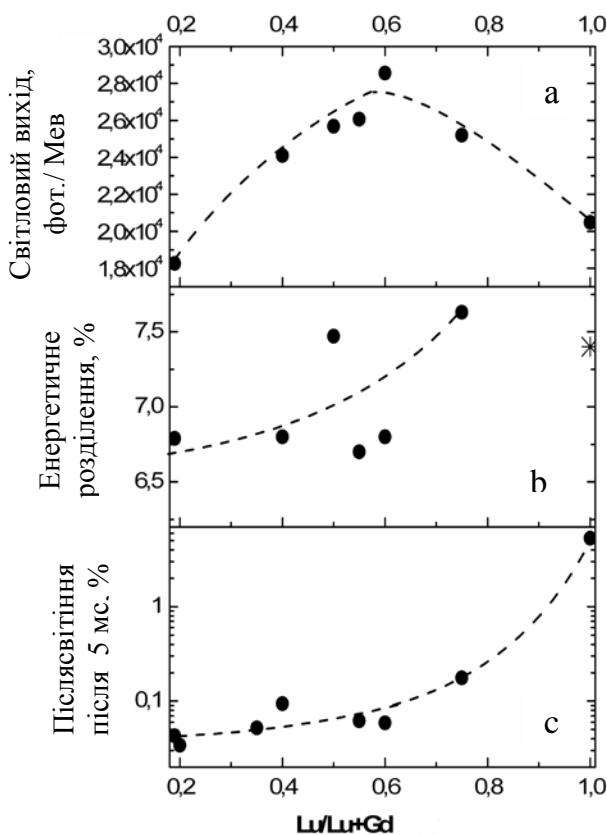 0,2 0,4 0,6 0,8 1,0
3,0x10⁴
2,8x10⁴
2,6x10⁴
2,4x10⁴
2,2x10⁴
2,0x10⁴
1,8x10⁴
Світловий вихід,
фот./ Мев
a
7,5
7,0
6,5
Енергетичне
розділення, %
b
1
0,1
Післясвітіння
після 5 мс. %
c
0,2 0,4 0,6 0,8 1,0
Lu/Lu+Gd